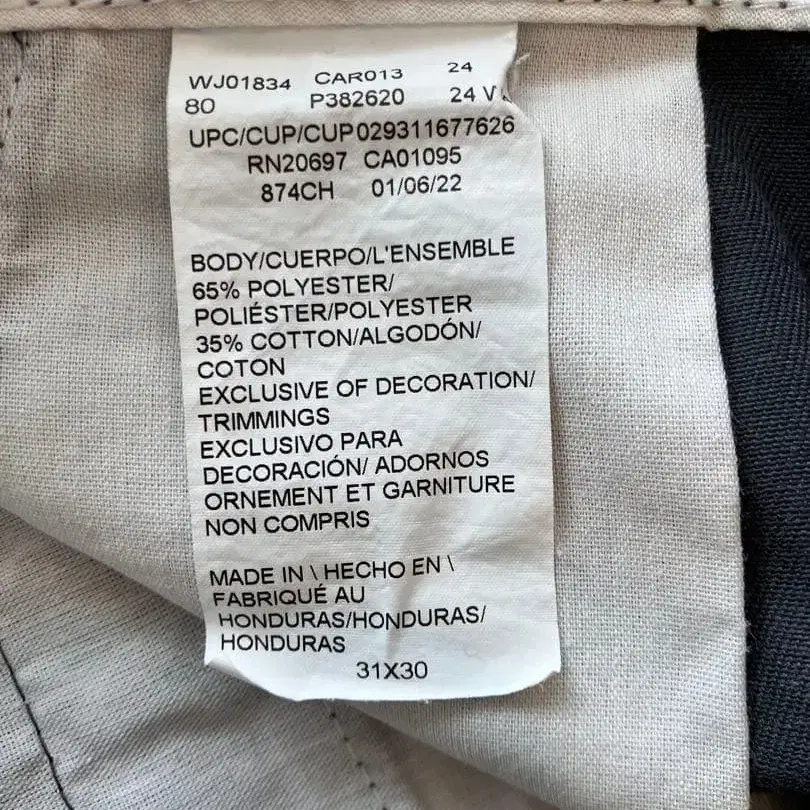 WJ01834 CAR013 24
80 P382620 24 V
UPC/CUP/CUP029311677626
RN20697 CA01095
874CH 01/06/22
BODY/CUERPO/L'ENSEMBLE
65% POLYESTER/
POLIÉSTER/POLYESTER
35% COTTON/ALGODÓN/
COTON
EXCLUSIVE OF DECORATION/
TRIMMINGS
EXCLUSIVO PARA
DECORACIÓN/ ADORNOS
ORNEMENT ET GARNITURE
NON COMPRIS
MADE IN \ HECHO EN \
FABRIQUÉ AU
HONDURAS/HONDURAS/
HONDURAS
31X30